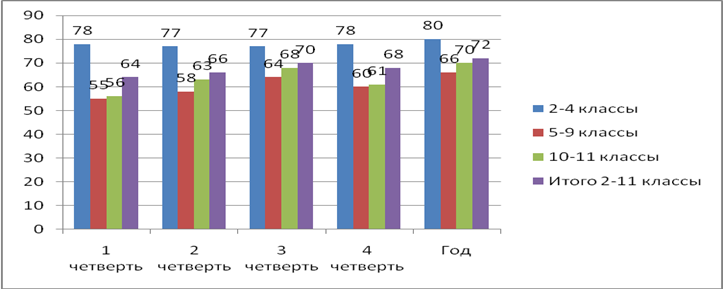 90
80
70
60
50
40
30
20
10
0
78 55 56 64
77 58 63 66
77 64 68 70
78 60 61 68
80 66 70 72
1 четверть
2 четверть
3 четверть
4 четверть
Год
2-4 классы
5-9 классы
10-11 классы
Итого 2-11 классы